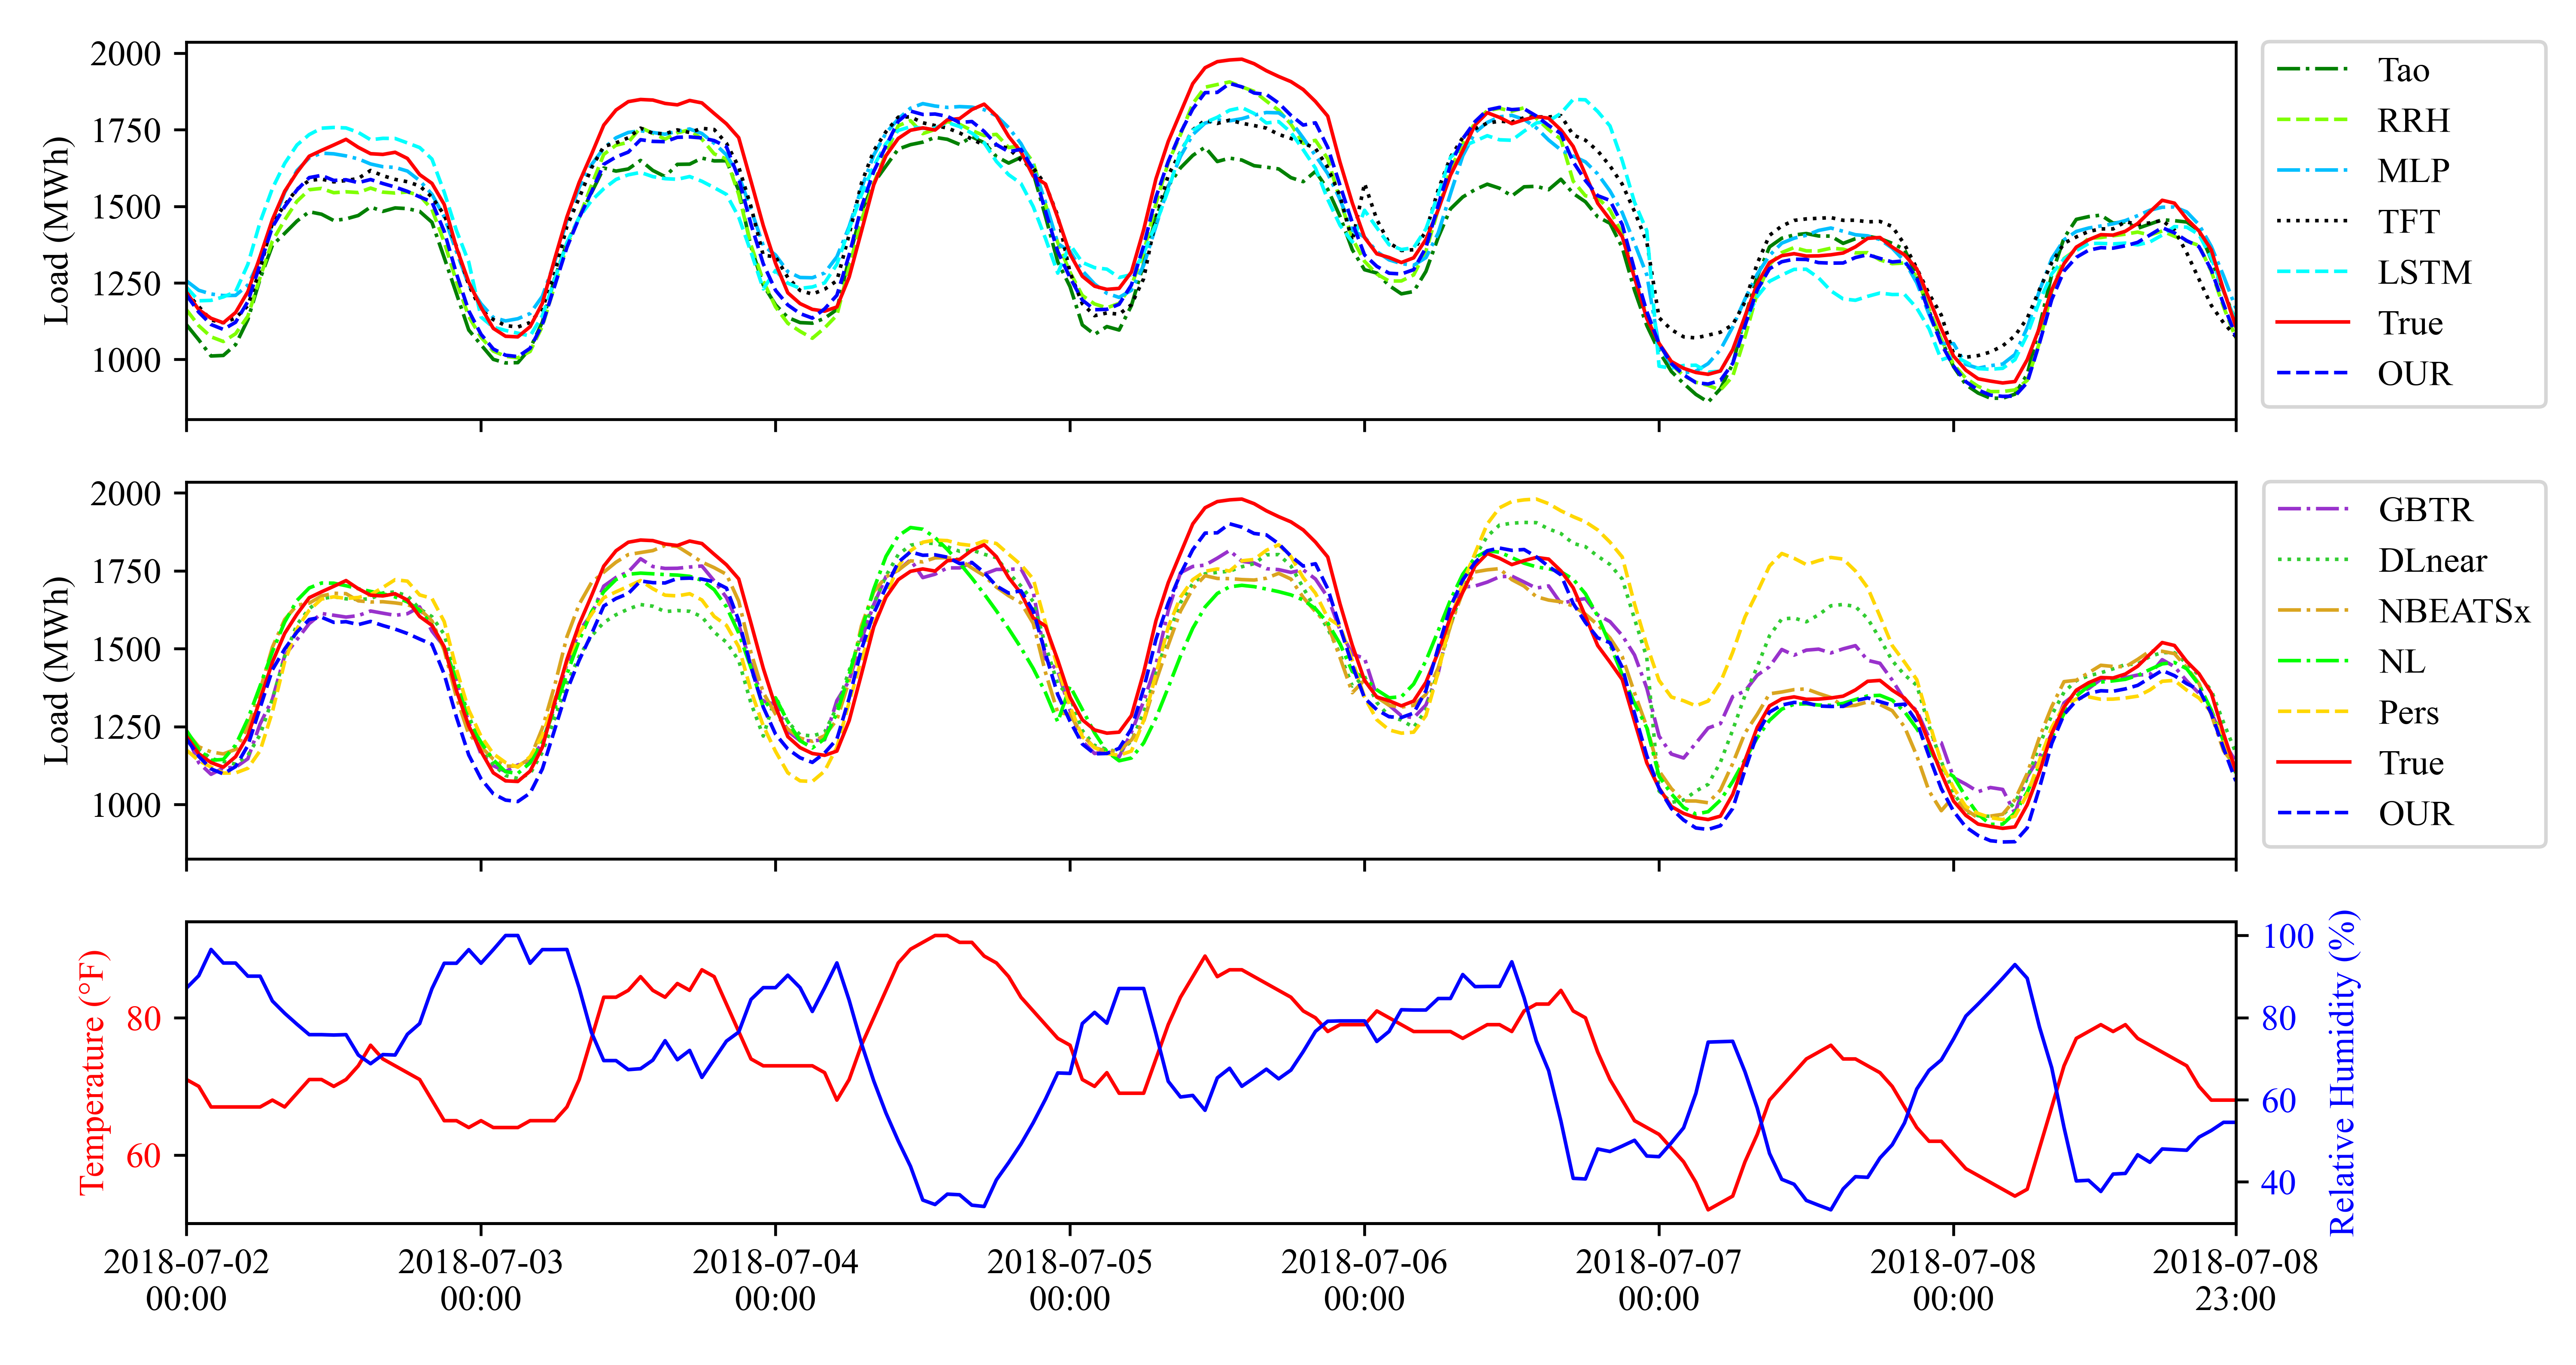 2000
1750
1500
1250
1000
Load (MWh)
Tao
RRH
MLP
TFT
LSTM
True
OUR
2000
1750
1500
1250
1000
Load (MWh)
GBTR
DLnear
NBEATSx
NL
Pers
True
OUR
80
60
Temperature (°F)
100
80
60
40
Relative Humidity (%)
2018-07-02
00:00
2018-07-03
00:00
2018-07-04
00:00
2018-07-05
00:00
2018-07-06
00:00
2018-07-07
00:00
2018-07-08
00:00
2018-07-08
23:00